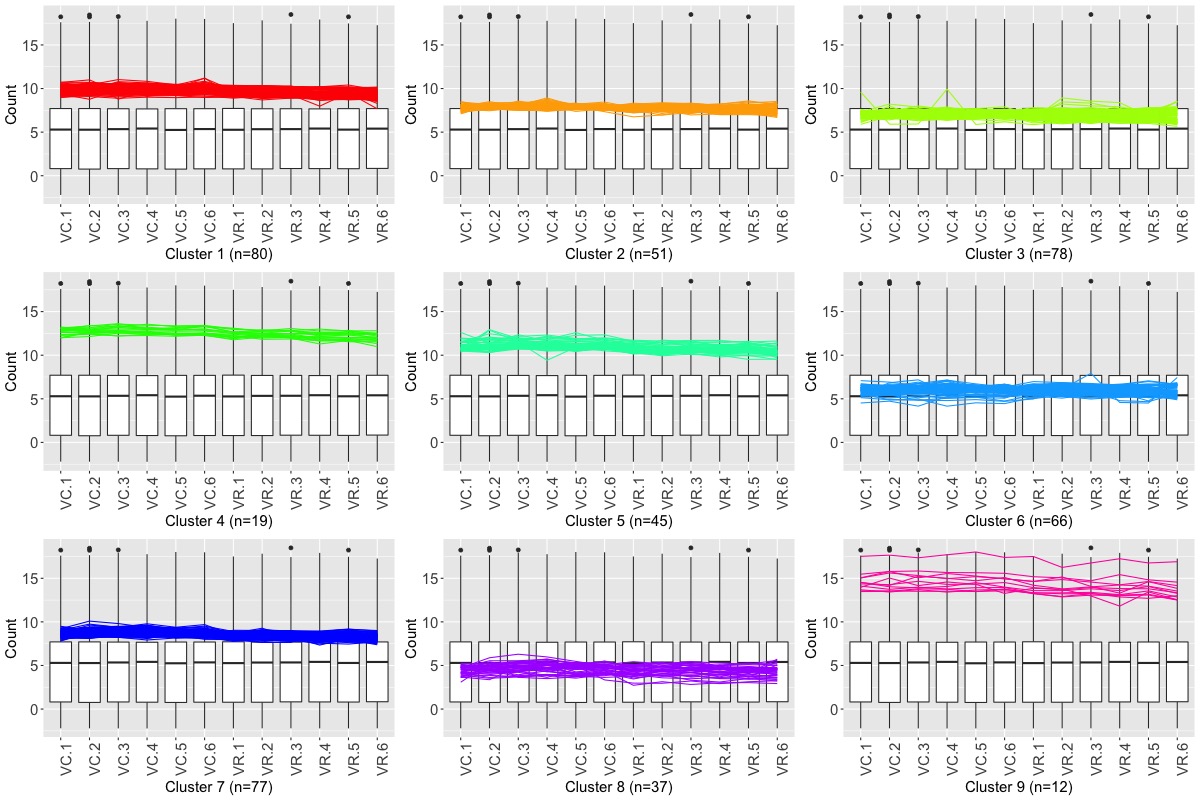 Count
15
10
5
0
VC.1 VC.2 VC.3 VC.4 VC.5 VC.6 VR.1 VR.2 VR.3 VR.4 VR.5 VR.6
Cluster 1 (n=80)
Count
15
10
5
0
VC.1 VC.2 VC.3 VC.4 VC.5 VC.6 VR.1 VR.2 VR.3 VR.4 VR.5 VR.6
Cluster 2 (n=51)
Count
15
10
5
0
VC.1 VC.2 VC.3 VC.4 VC.5 VC.6 VR.1 VR.2 VR.3 VR.4 VR.5 VR.6
Cluster 3 (n=78)
Count
15
10
5
0
VC.1 VC.2 VC.3 VC.4 VC.5 VC.6 VR.1 VR.2 VR.3 VR.4 VR.5 VR.6
Cluster 4 (n=19)
Count
15
10
5
0
VC.1 VC.2 VC.3 VC.4 VC.5 VC.6 VR.1 VR.2 VR.3 VR.4 VR.5 VR.6
Cluster 5 (n=45)
Count
15
10
5
0
VC.1 VC.2 VC.3 VC.4 VC.5 VC.6 VR.1 VR.2 VR.3 VR.4 VR.5 VR.6
Cluster 6 (n=66)
Count
15
10
5
0
VC.1 VC.2 VC.3 VC.4 VC.5 VC.6 VR.1 VR.2 VR.3 VR.4 VR.5 VR.6
Cluster 7 (n=77)
Count
15
10
5
0
VC.1 VC.2 VC.3 VC.4 VC.5 VC.6 VR.1 VR.2 VR.3 VR.4 VR.5 VR.6
Cluster 8 (n=37)
Count
15
10
5
0
VC.1 VC.2 VC.3 VC.4 VC.5 VC.6 VR.1 VR.2 VR.3 VR.4 VR.5 VR.6
Cluster 9 (n=12)